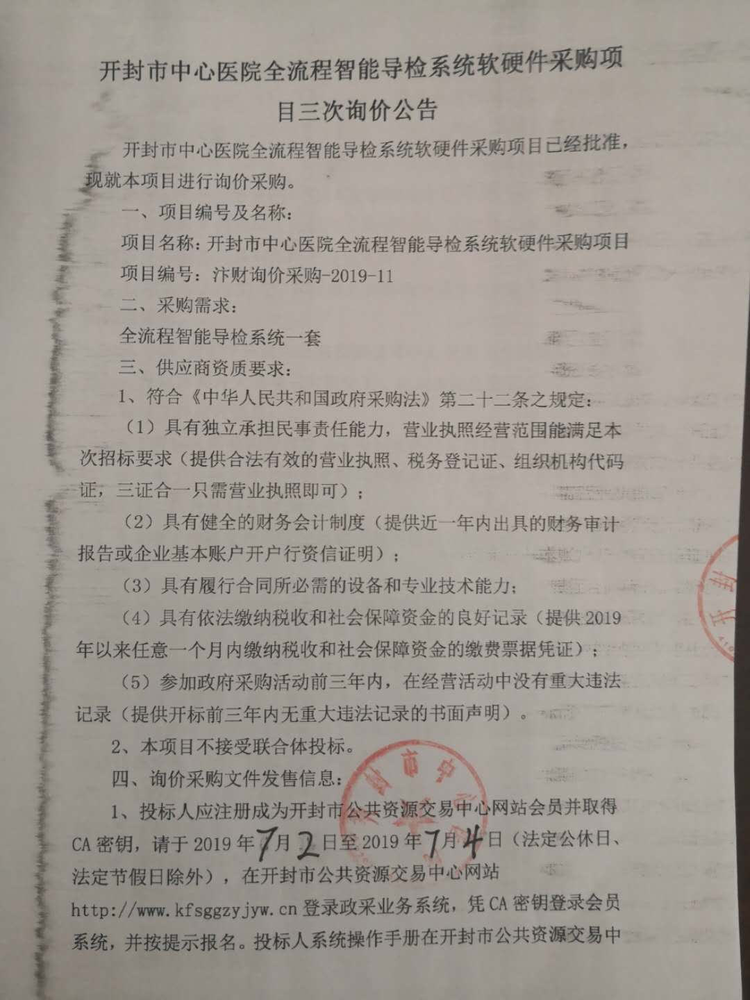 开封市中心医院全流程智能导检系统软硬件采购项
目三次询价公告
开封市中心医院全流程智能导检系统软硬件采购项目已经批准，
现就本项目进行询价采购。
一、项目编号及名称：
项目名称：开封市中心医院全流程智能导检系统软硬件采购项目
项目编号：汴财询价采购-2019-11
二、采购需求：
全流程智能导检系统一套
三、供应商资质要求：
1、符合《中华人民共和国政府采购法》第二十二条之规定：
（1）具有独立承担民事责任能力，营业执照经营范围能满足本
次招标要求（提供合法有效的营业执照、税务登记证、组织机构代码
证，三证合一只需营业执照即可）；
（2）具有健全的财务会计制度（提供近一年内出具的财务审计
报告或企业基本账户开户行资信证明）；
（3）具有履行合同所必需的设备和专业技术能力；
（4）具有依法缴纳税收和社会保障资金的良好记录（提供2019
年以来任意一个月内缴纳税收和社会保障资金的缴费票据凭证）；
（5）参加政府采购活动前三年内，在经营活动中没有重大违法
记录（提供开标前三年内无重大违法记录的书面声明）。
2、本项目不接受联合体投标。
四、询价采购文件发售信息：
1、投标人应注册成为开封市公共资源交易中心网站会员并取得
CA密钥，请于2019年7月2日至2019年7月4日（法定公休日、
法定节假日除外），在开封市公共资源交易中心网站
http://www.kfsggzyjyw.cn登录政采业务系统，凭CA密钥登录会员
系统，并按提示报名。投标人系统操作手册在开封市公共资源交易中
开封
封市中